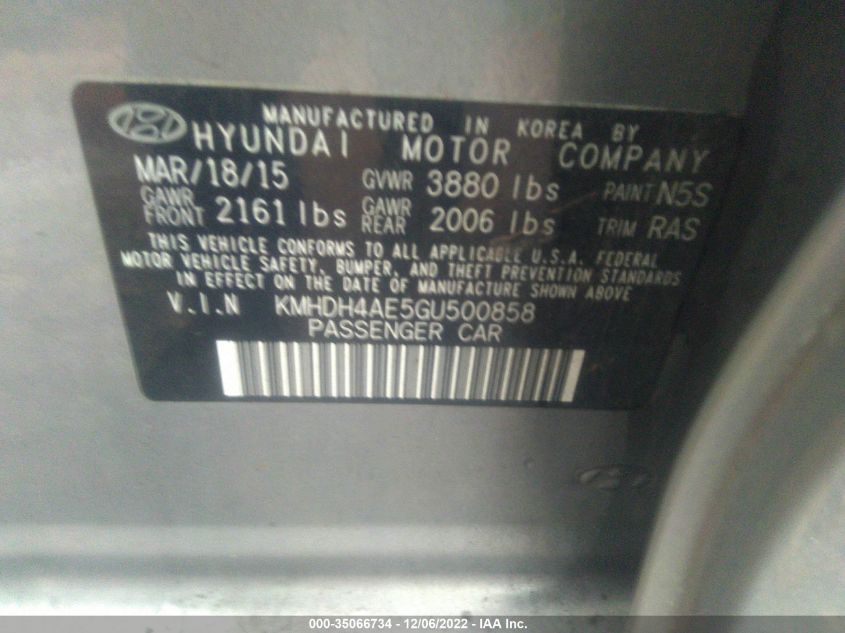 MANUFACTURED IN KOREA BY
HYUNDAI MOTOR COMPANY
MAR/18/15 GVWR 3880 lbs PAINT N5S
GAWR FRONT 2161 lbs GAWR REAR 2006 lbs TRIM RAS
THIS VEHICLE CONFORMS TO ALL APPLICABLE U.S.A. FEDERAL
MOTOR VEHICLE SAFETY, BUMPER, AND THEFT PREVENTION STANDARDS
IN EFFECT ON THE DATE OF MANUFACTURE SHOWN ABOVE
V.I.N KMHDH4AE5GU500858
PASSENGER CAR
000-35066734 - 12/06/2022 - IAA Inc.